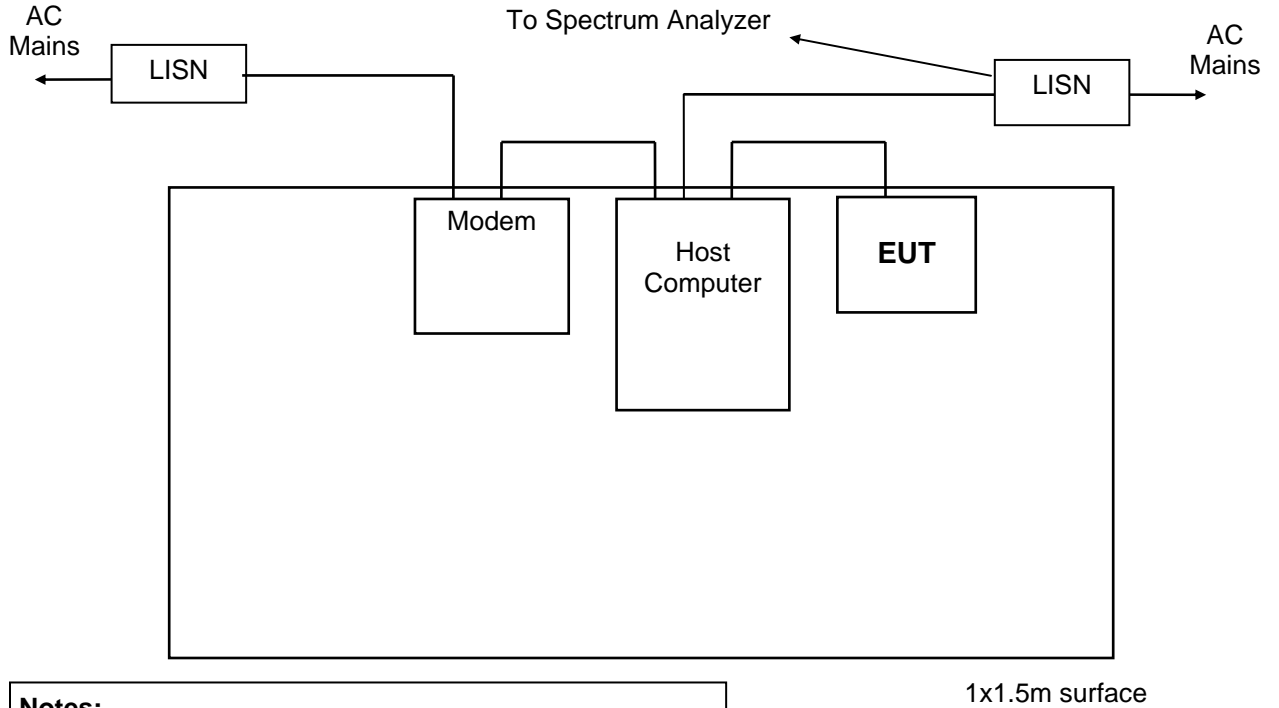 AC
Mains
LISN
To Spectrum Analyzer
LISN
AC
Mains
Modem
Host
Computer
EUT
1x1.5m surface
Notes: